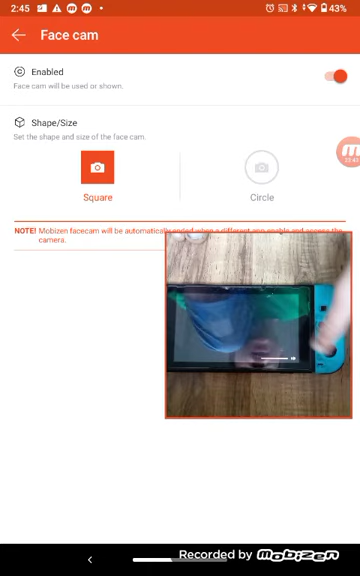 2:45
43%
Face cam
Enabled
Face cam will be used or shown.
Shape/Size
Set the shape and size of the face cam.
Square
Circle
NOTE! Mobizen facecam will be automatically ended when a different app enable and access the
camera.
Recorded by Mobizen